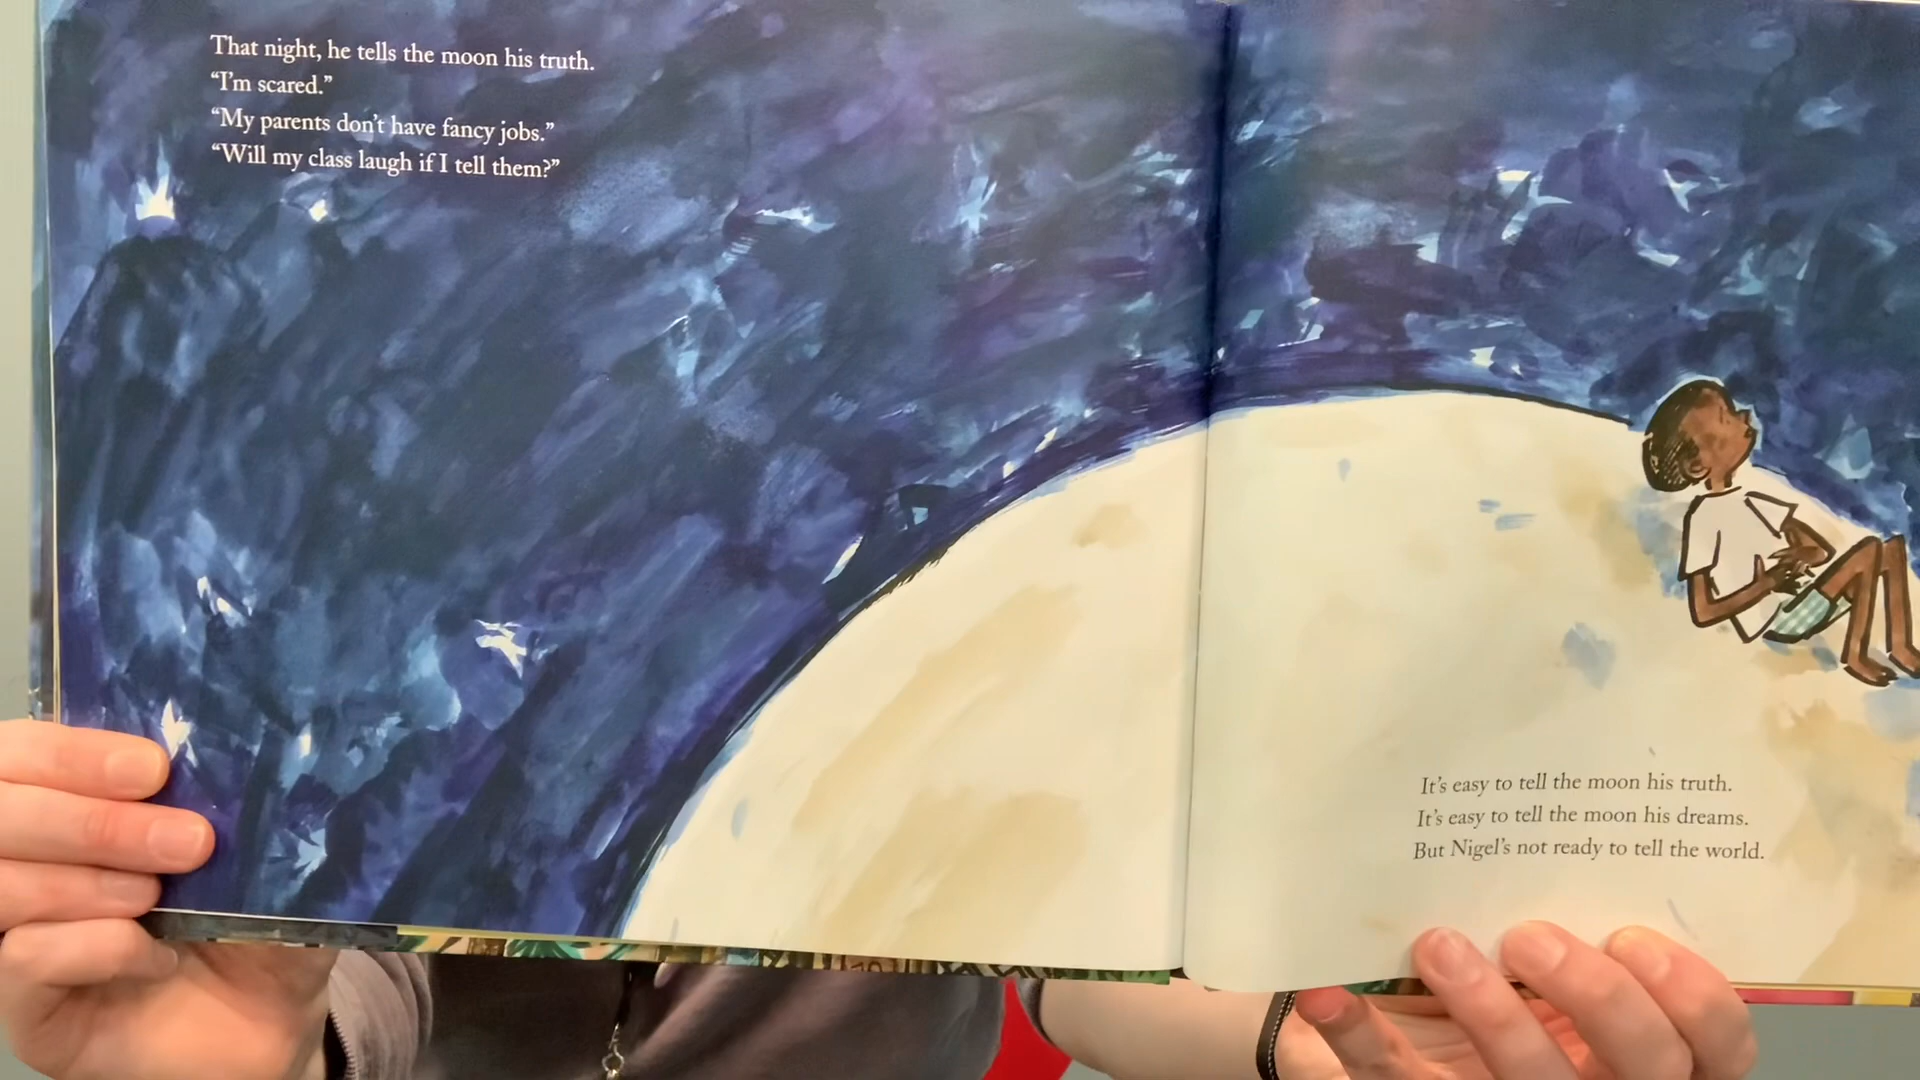 That night, he tells the moon his truth.
“I’m scared.”
“My parents don’t have fancy jobs.”
“Will my class laugh if I tell them?”
It’s easy to tell the moon his truth.
It’s easy to tell the moon his dreams.
But Nigel’s not ready to tell the world.